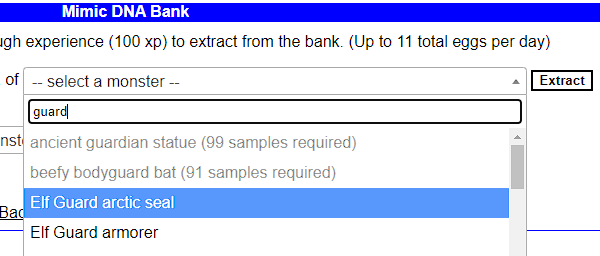 Mimic DNA Bank
ugh experience (100 xp) to extract from the bank. (Up to 11 total eggs per day)
of -- select a monster -- Extract
guard
ancient guardian statue (99 samples required)
nste
beefy bodyguard bat (91 samples required)
Elf Guard arctic seal
Bac
Elf Guard armorer